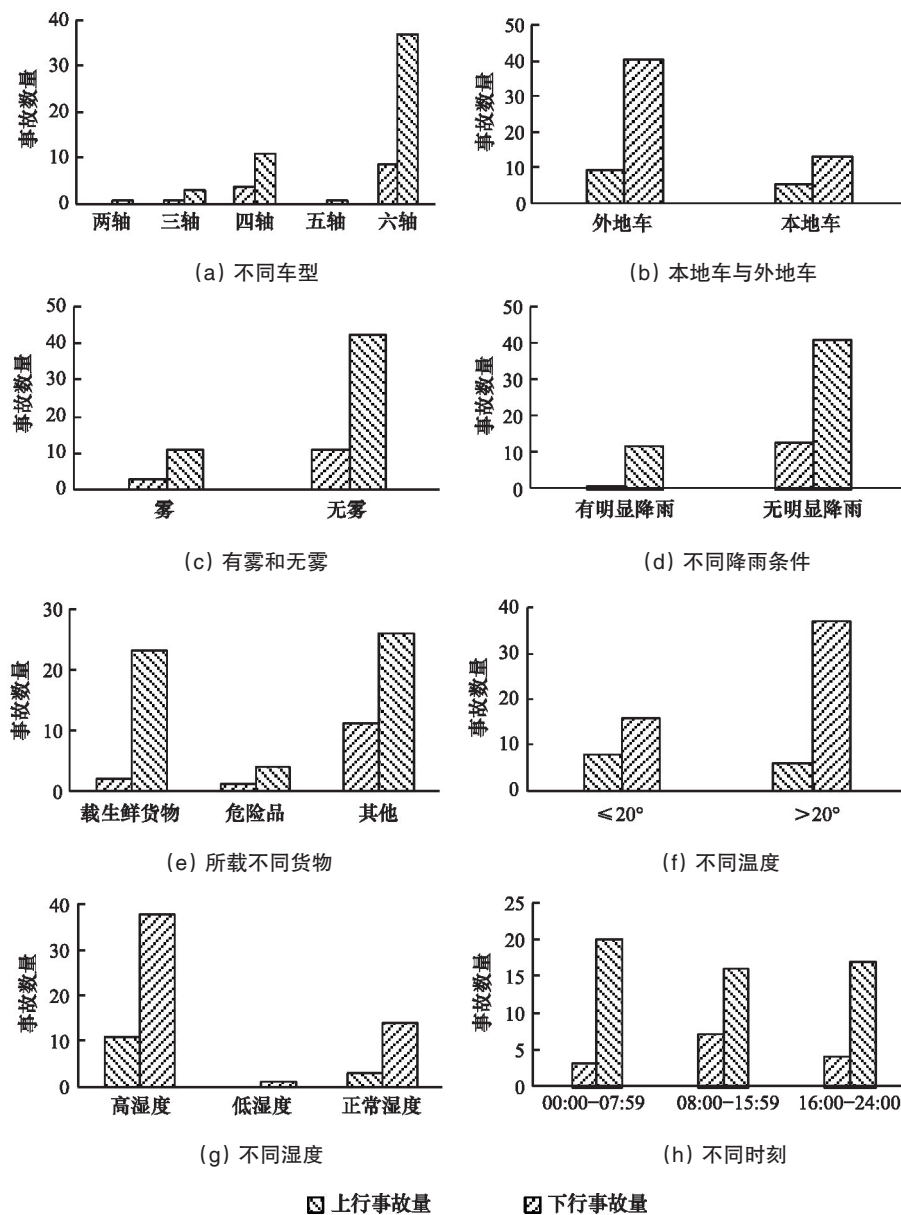 事故数量
40
30
20
10
0
两轴 三轴 四轴 五轴 六轴
(a) 不同车型
事故数量
50
40
30
20
10
0
外地车 本地车
(b) 本地车与外地车
事故数量
50
40
30
20
10
0
雾 无雾
(c) 有雾和无雾
事故数量
50
40
30
20
10
0
有明显降雨 无明显降雨
(d) 不同降雨条件
事故数量
30
20
10
0
载生鲜货物 危险品 其他
(e) 所载不同货物
事故数量
40
30
20
10
0
≤20° >20°
(f) 不同温度
事故数量
40
30
20
10
0
高湿度 低湿度 正常湿度
(g) 不同湿度
事故数量
25
20
15
10
5
0
00:00-07:59 08:00-15:59 16:00-24:00
(h) 不同时刻
上行事故量 下行事故量